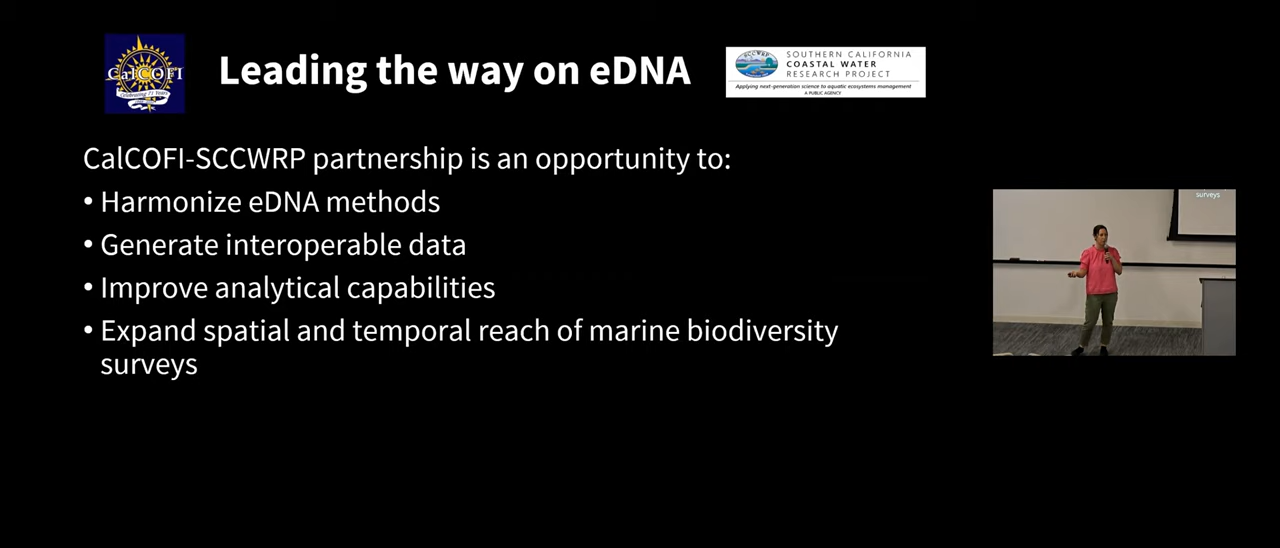 CalCOFI
Celebrating 75 Years
Leading the way on eDNA
SCCWRP
SOUTHERN CALIFORNIA
COASTAL WATER
RESEARCH PROJECT
Applying next-generation science to aquatic ecosystems management
A PUBLIC AGENCY
CalCOFI-SCCWRP partnership is an opportunity to:
• Harmonize eDNA methods
• Generate interoperable data
• Improve analytical capabilities
• Expand spatial and temporal reach of marine biodiversity
surveys
surveys